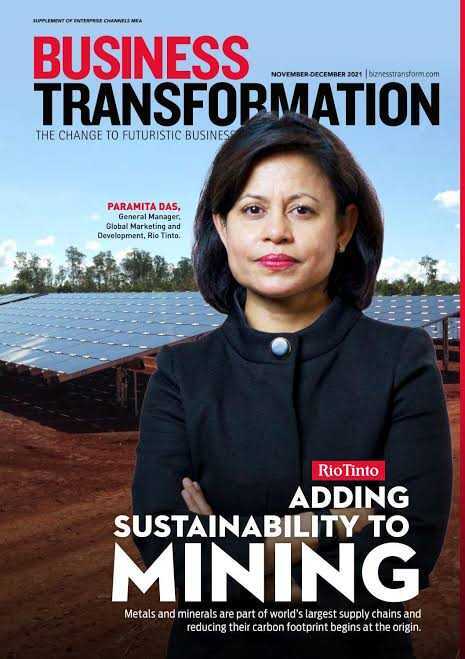 SUPPLEMENT OF ENTERPRISE CHANNELS MEA
BUSINESS
NOVEMBER-DECEMBER 2021 | biznesstransform.com
TRANSFORMATION
THE CHANGE TO FUTURISTIC BUSINESS
PARAMITA DAS,
General Manager,
Global Marketing and
Development, Rio Tinto.
RioTinto
ADDING
SUSTAINABILITY TO
MINING
Metals and minerals are part of world's largest supply chains and
reducing their carbon footprint begins at the origin.